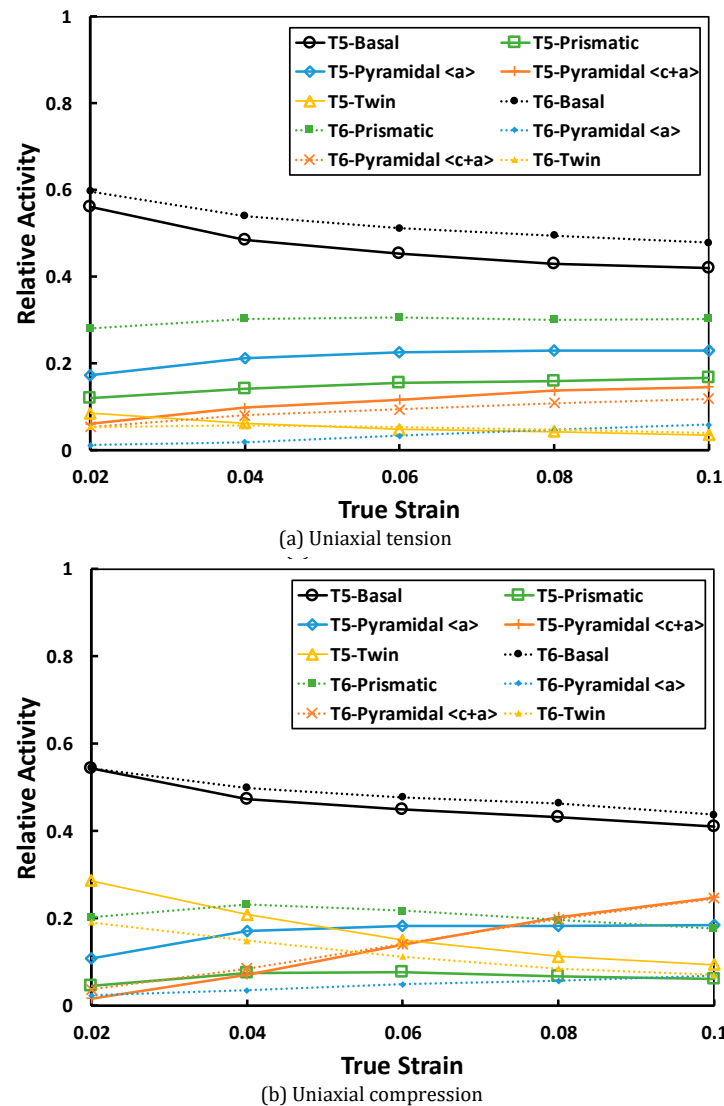 1
0.8
0.6
0.4
0.2
0
Relative Activity
T5-Basal T5-Prismatic
T5-Pyramidal <a> T5-Pyramidal <c+a>
T5-Twin T6-Basal
T6-Prismatic T6-Pyramidal <a>
T6-Pyramidal <c+a> T6-Twin
0.02 0.04 0.06 0.08 0.1
True Strain
(a) Uniaxial tension
1
0.8
0.6
0.4
0.2
0
Relative Activity
T5-Basal T5-Prismatic
T5-Pyramidal <a> T5-Pyramidal <c+a>
T5-Twin T6-Basal
T6-Prismatic T6-Pyramidal <a>
T6-Pyramidal <c+a> T6-Twin
0.02 0.04 0.06 0.08 0.1
True Strain
(b) Uniaxial compression